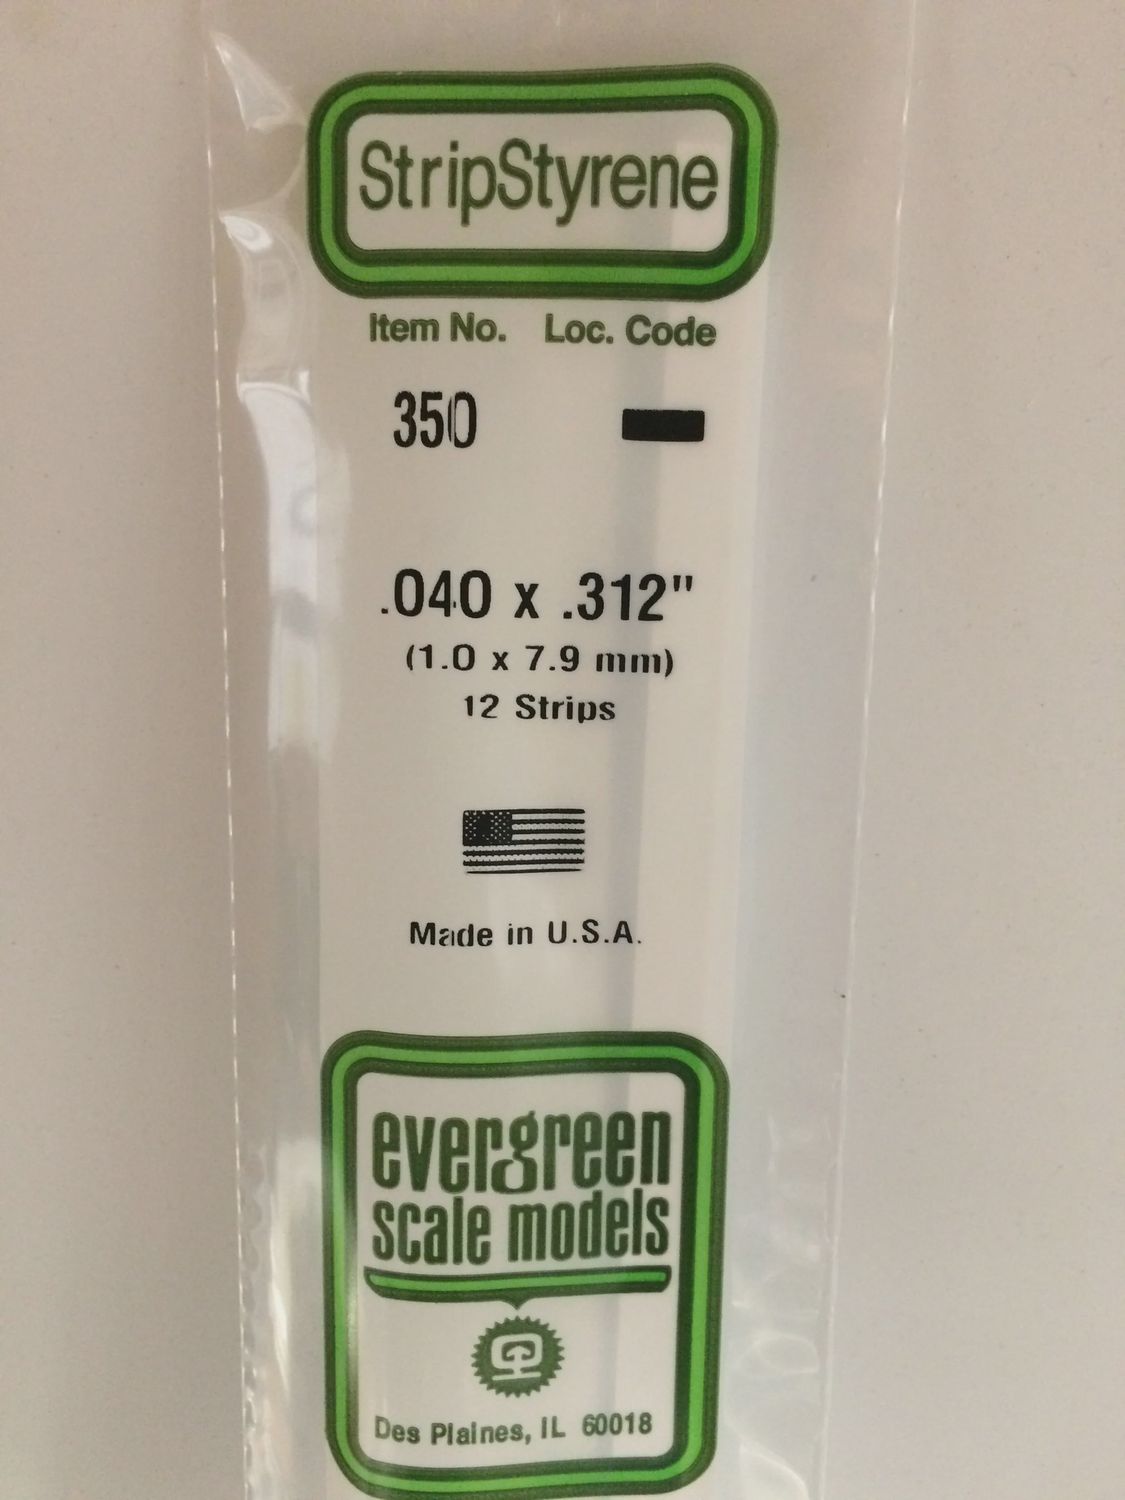 StripStyrene
Item No. Loc. Code
350
.040 x .312"
(1.0 x 7.9 mm)
12 Strips
Made in U.S.A.
evergreen
scale models
Des Plaines, IL 60018